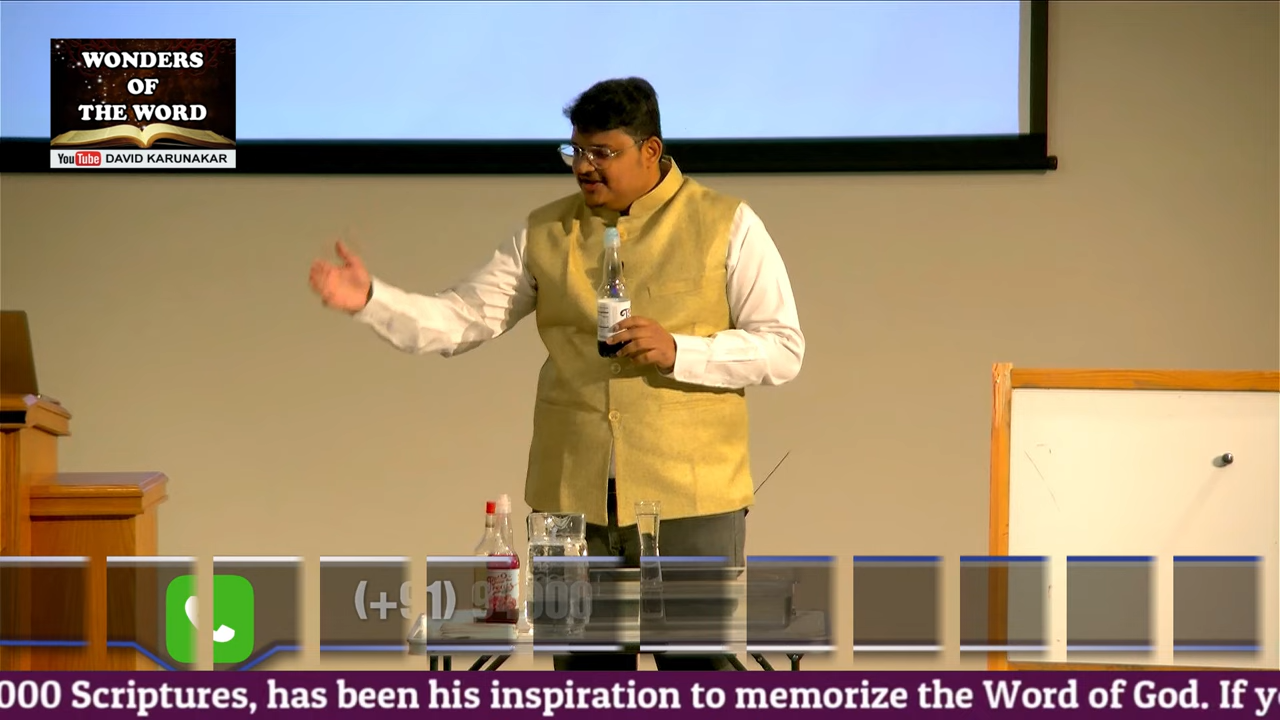 WONDERS
OF
THE WORD
YouTube DAVID KARUNAKAR
(+91)
000 Scriptures, has been his inspiration to memorize the Word of God. If